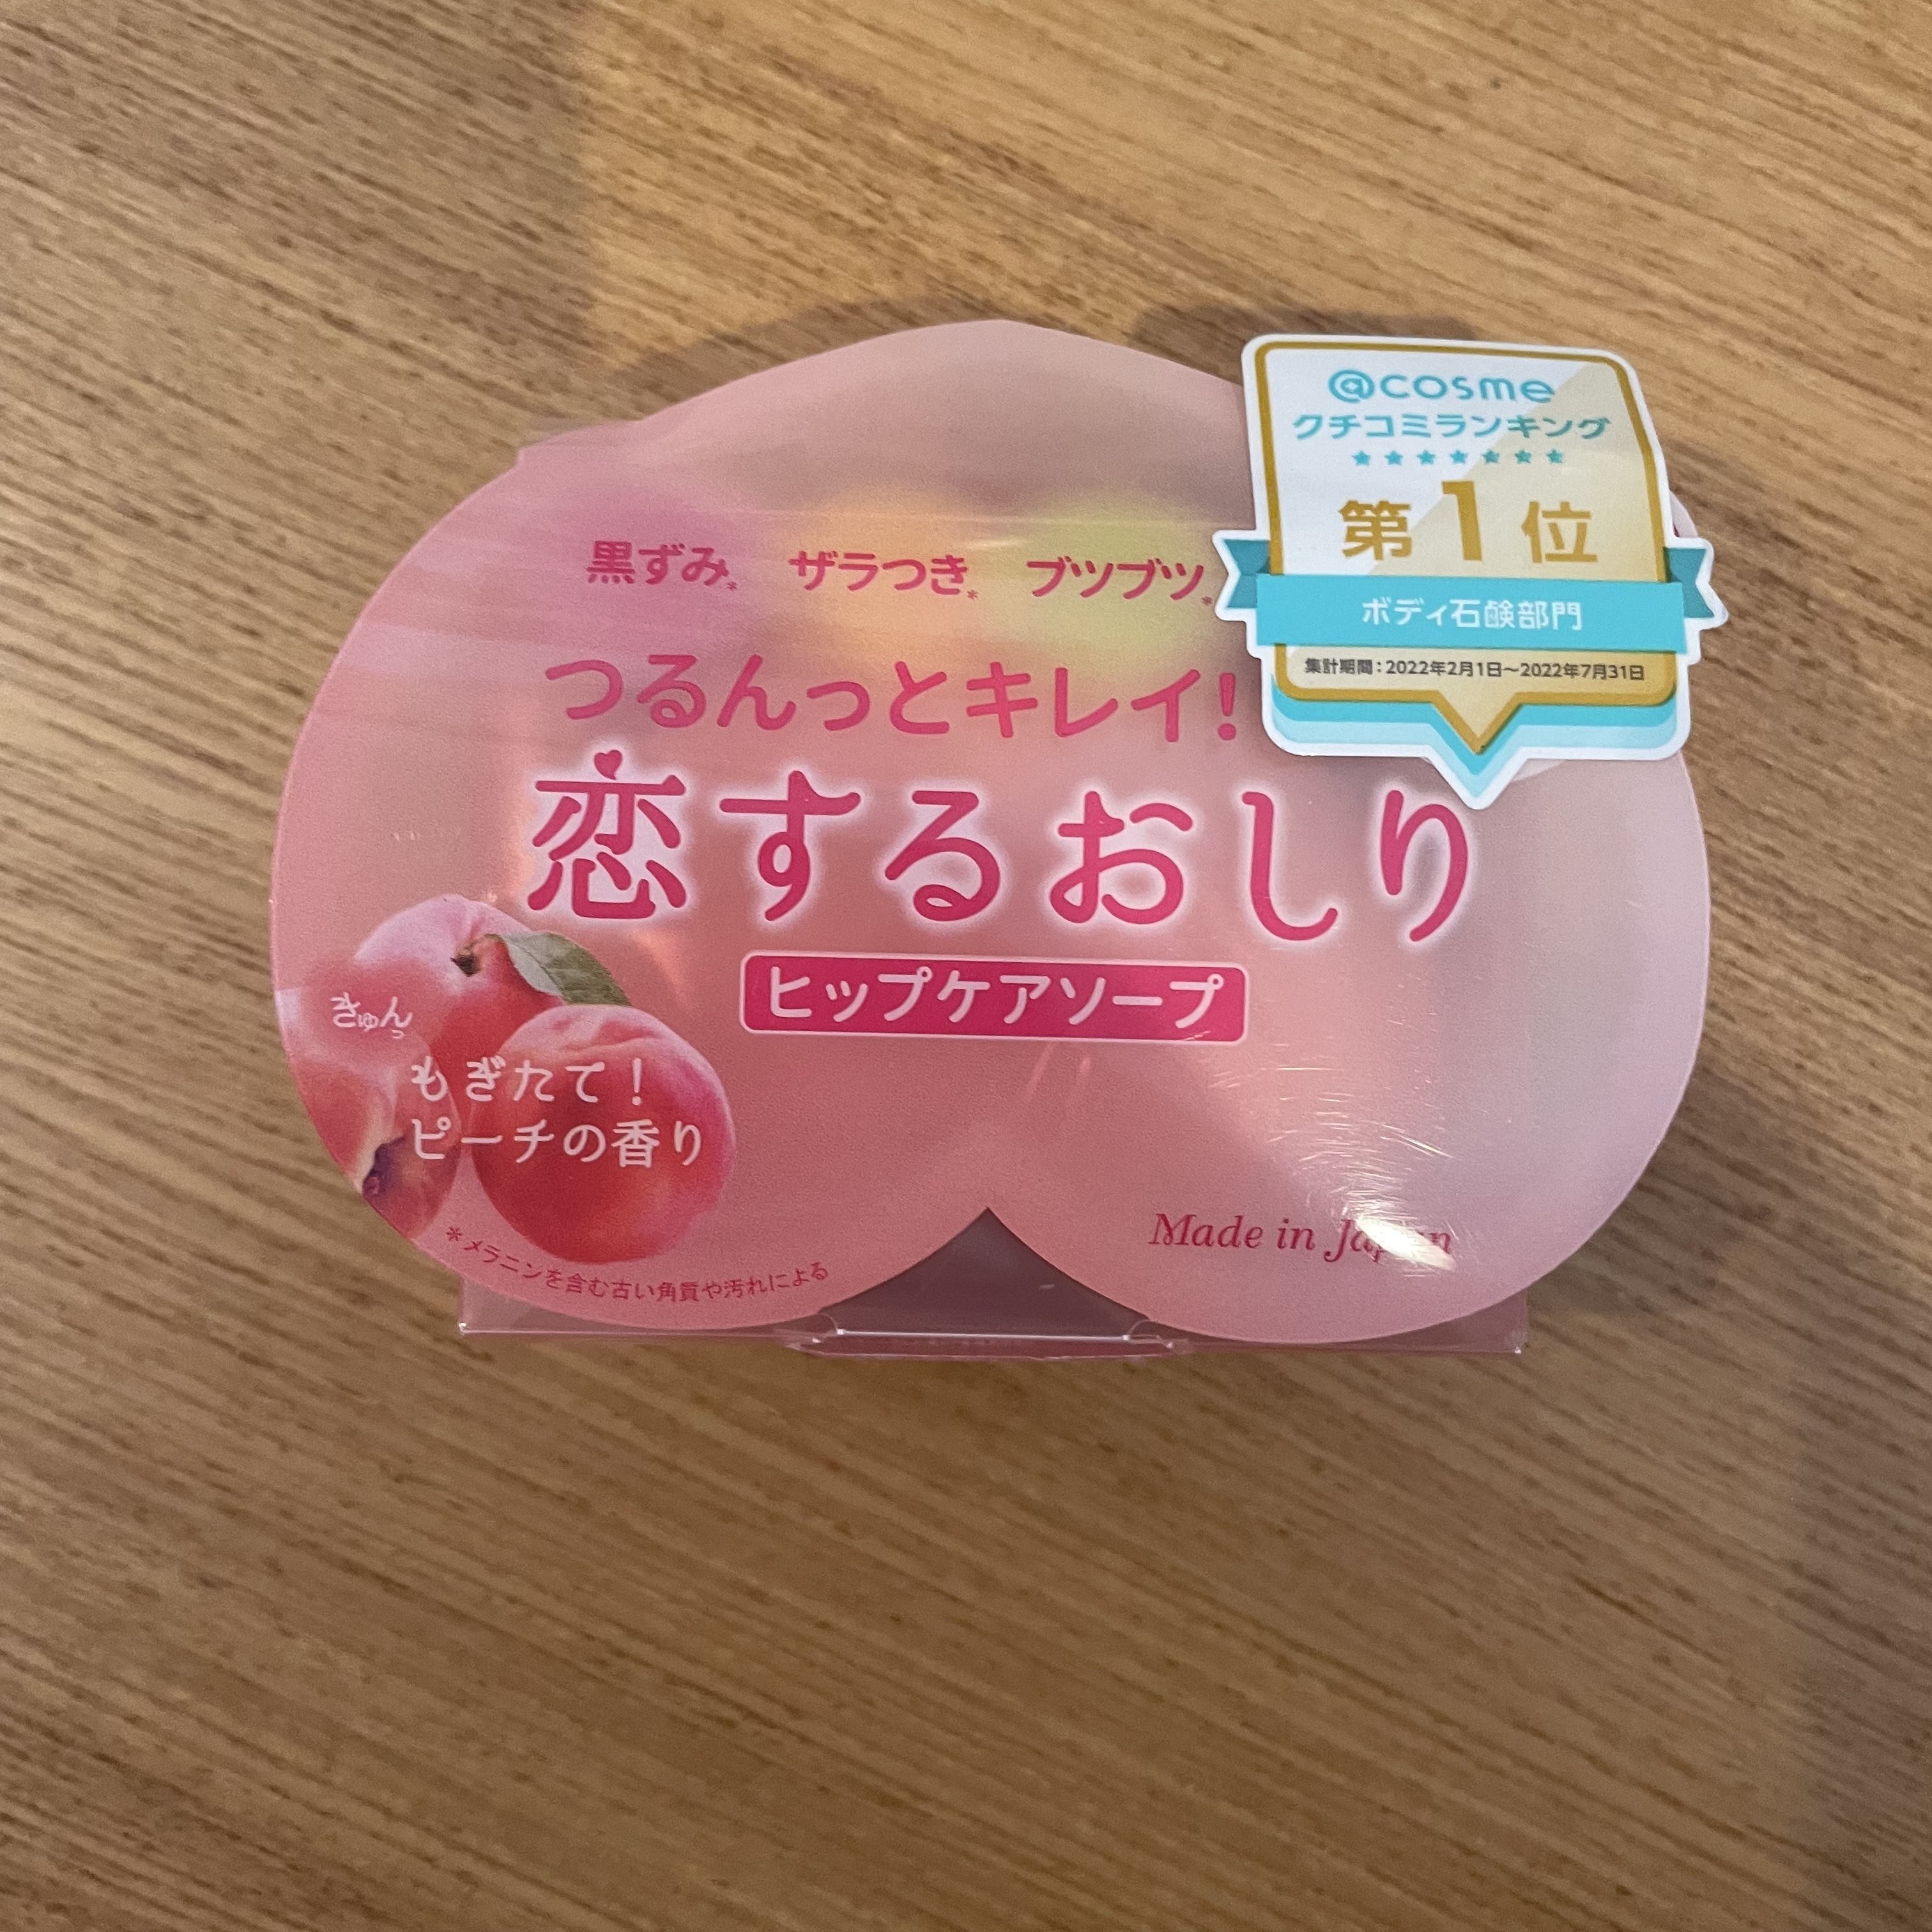 @cosme
クチコミランキング
第1位
ボディ石鹸部門
集計期間：2022年2月1日～2022年7月31日
黒ずみ* ザラつき* ブツブツ*
つるんっとキレイ!
恋するおしり
ヒップケアソープ
きゅんっ
もぎたて!
ピーチの香り
Made in Japan
*メラニンを含む古い角質や汚れによる